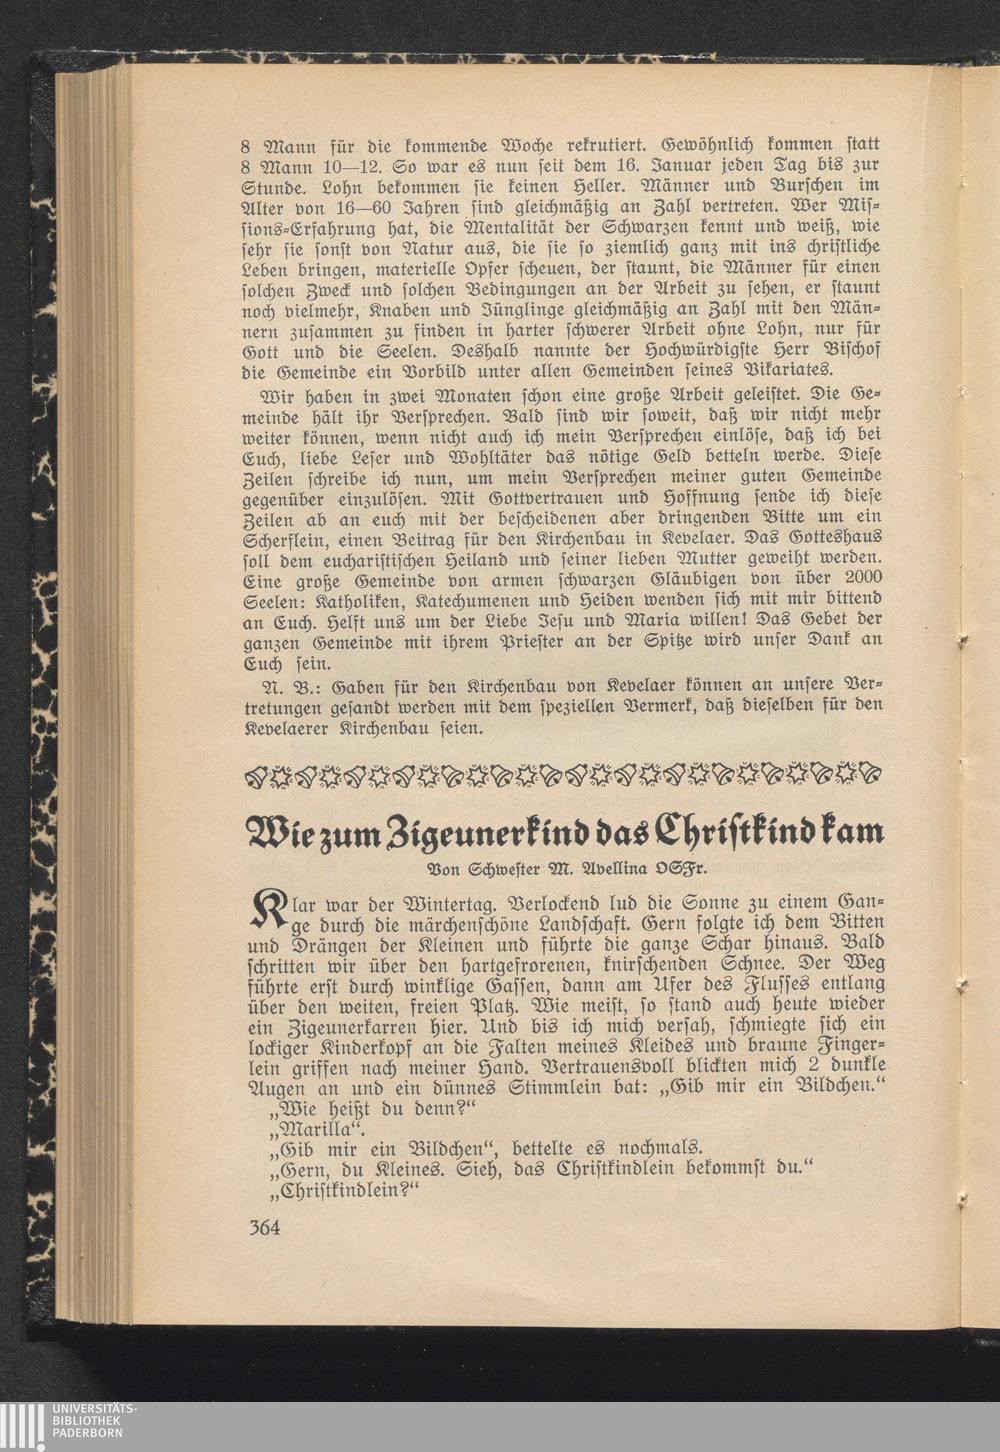 8 Mann für die kommende Woche rekrutiert. Gewöhnlich kommen statt
8 Mann 10—12. So war es nun seit dem 16. Januar jeden Tag bis zur
Stunde. Lohn bekommen sie keinen Heller. Männer und Burschen im
Alter von 16—60 Jahren sind gleichmäßig an Zahl vertreten. Wer Mis-
sions-Erfahrung hat, die Mentalität der Schwarzen kennt und weiß, wie
sehr sie sonst von Natur aus, die sie so ziemlich ganz mit ins christliche
Leben bringen, materielle Opfer scheuen, der staunt, die Männer für einen
solchen Zweck und solchen Bedingungen an der Arbeit zu sehen, er staunt
noch vielmehr, Knaben und Jünglinge gleichmäßig an Zahl mit den Män-
nern zusammen zu finden in harter schwerer Arbeit ohne Lohn, nur für
Gott und die Seelen. Deshalb nannte der Hochwürdigste Herr Bischof
die Gemeinde ein Vorbild unter allen Gemeinden seines Vikariates.
Wir haben in zwei Monaten schon eine große Arbeit geleistet. Die Ge-
meinde hält ihr Versprechen. Bald sind wir soweit, daß wir nicht mehr
weiter können, wenn nicht auch ich mein Versprechen einlöse, daß ich bei
Euch, liebe Leser und Wohltäter das nötige Geld betteln werde. Diese
Zeilen schreibe ich nun, um mein Versprechen meiner guten Gemeinde
gegenüber einzulösen. Mit Gottvertrauen und Hoffnung sende ich diese
Zeilen ab an euch mit der bescheidenen aber dringenden Bitte um ein
Scherflein, einen Beitrag für den Kirchenbau in Kevelaer. Das Gotteshaus
soll dem eucharistischen Heiland und seiner lieben Mutter geweiht werden.
Eine große Gemeinde von armen schwarzen Gläubigen von über 2000
Seelen: Katholiken, Katechumenen und Heiden wenden sich mit mir bittend
an Euch. Helft uns um der Liebe Jesu und Maria willen! Das Gebet der
ganzen Gemeinde mit ihrem Priester an der Spitze wird unser Dank an
Euch sein.
N. B.: Gaben für den Kirchenbau von Kevelaer können an unsere Ver-
tretungen gesandt werden mit dem speziellen Vermerk, daß dieselben für den
Kevelaerer Kirchenbau seien.
Wie zum Zigeunerkind das Christkind kam
Von Schwester M. Avellina OSFr.
Klar war der Wintertag. Verlockend lud die Sonne zu einem Gan-
ge durch die märchenschöne Landschaft. Gern folgte ich dem Bitten
und Drängen der Kleinen und führte die ganze Schar hinaus. Bald
schritten wir über den hartgefrorenen, knirschenden Schnee. Der Weg
führte erst durch winklige Gassen, dann am Ufer des Flusses entlang
über den weiten, freien Platz. Wie meist, so stand auch heute wieder
ein Zigeunerkarren hier. Und bis ich mich versah, schmiegte sich ein
lockiger Kinderkopf an die Falten meines Kleides und braune Finger-
lein griffen nach meiner Hand. Vertrauensvoll blickten mich 2 dunkle
Augen an und ein dünnes Stimmlein bat: „Gib mir ein Bildchen.“
„Wie heißt du denn?“
„Marilla“.
„Gib mir ein Bildchen“, bettelte es nochmals.
„Gern, du Kleines. Sieh, das Christkindlein bekommst du.“
„Christkindlein?“
364
UNIVERSITÄTS-
BIBLIOTHEK
PADERBORN